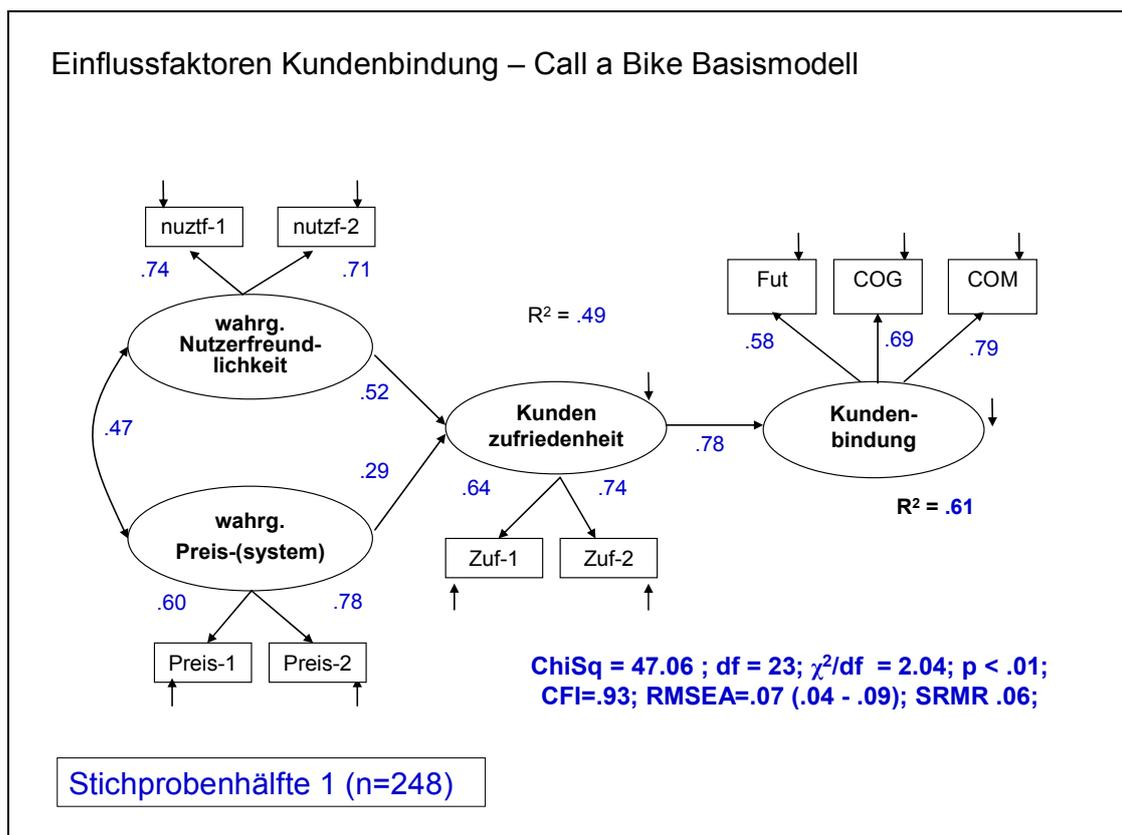 Einflussfaktoren Kundenbindung – Call a Bike Basismodell
nuztf-1
nutzf-2
.74
.71
wahrg.
Nutzerfreund-
lichkeit
.47
.52
.29
wahrg.
Preis-(system)
.60
.78
Preis-1
Preis-2
R² = .49
Kunden
zufriedenheit
.64
.74
Zuf-1
Zuf-2
.78
Fut
COG
COM
.58
.69
.79
Kunden-
bindung
R² = .61
ChiSq = 47.06 ; df = 23; χ²/df = 2.04; p < .01;
CFI=.93; RMSEA=.07 (.04 - .09); SRMR .06;
Stichprobenhälfte 1 (n=248)